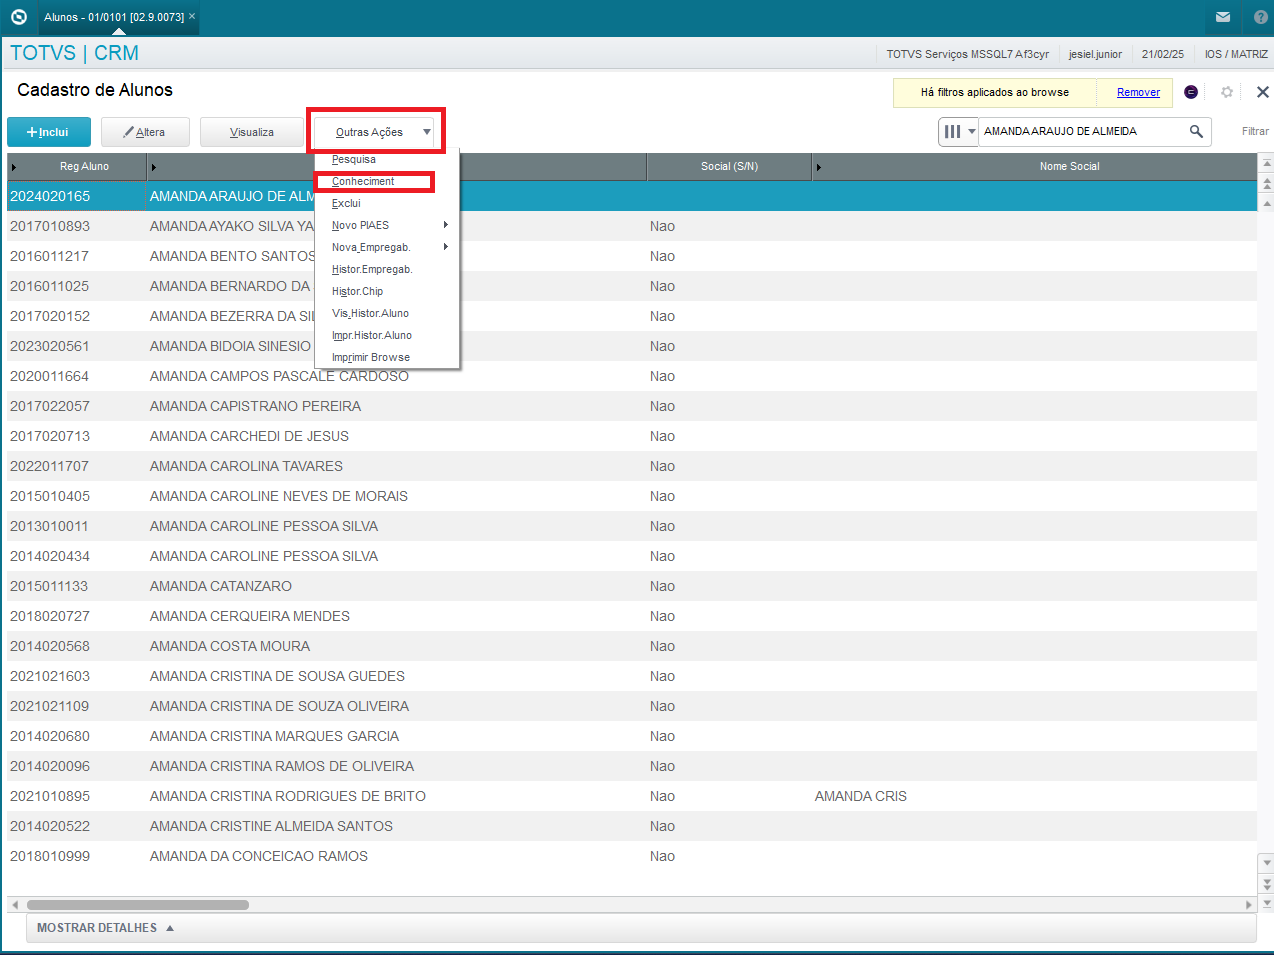 Alunos - 01/0101 [02.9.0073] ×
TOTVS | CRM
TOTVS Serviços MSSQL7 Af3cyr
jesiel.junior
21/02/25
IOS / MATRIZ
Cadastro de Alunos
Há filtros aplicados ao browse
Remover
+Inclui
Altera
Visualiza
Outras Ações
AMANDA ARAUJO DE ALMEIDA
Filtrar
Reg Aluno
Social (S/N)
Nome Social
Pesquisa
Conheciment
Exclui
Novo PIAES
Nova_Empregab.
Histor.Empregab.
Histor.Chip
Vis.Histor.Aluno
Impr.Histor.Aluno
Imprimir Browse
2024020165 AMANDA ARAUJO DE ALM
2017010893 AMANDA AYAKO SILVA YA Nao
2016011217 AMANDA BENTO SANTOS Nao
2016011025 AMANDA BERNARDO DA Nao
2017020152 AMANDA BEZERRA DA SIL Nao
2023020561 AMANDA BIDOIA SINESIO Nao
2020011664 AMANDA CAMPOS PASCALE CARDOSO Nao
2017022057 AMANDA CAPISTRANO PEREIRA Nao
2017020713 AMANDA CARCHEDI DE JESUS Nao
2022011707 AMANDA CAROLINA TAVARES Nao
2015010405 AMANDA CAROLINE NEVES DE MORAIS Nao
2013010011 AMANDA CAROLINE PESSOA SILVA Nao
2014020434 AMANDA CAROLINE PESSOA SILVA Nao
2015011133 AMANDA CATANZARO Nao
2018020727 AMANDA CERQUEIRA MENDES Nao
2014020568 AMANDA COSTA MOURA Nao
2021021603 AMANDA CRISTINA DE SOUSA GUEDES Nao
2021021109 AMANDA CRISTINA DE SOUZA OLIVEIRA Nao
2014020680 AMANDA CRISTINA MARQUES GARCIA Nao
2014020096 AMANDA CRISTINA RAMOS DE OLIVEIRA Nao
2021010895 AMANDA CRISTINA RODRIGUES DE BRITO Nao AMANDA CRIS
2014020522 AMANDA CRISTINE ALMEIDA SANTOS Nao
2018010999 AMANDA DA CONCEICAO RAMOS Nao
MOSTRAR DETALHES